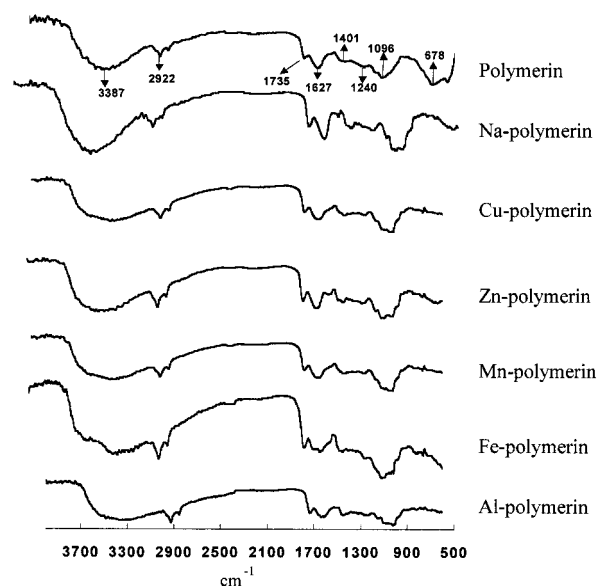 1401
1096
678
Polymerin
3387
2922
1735
1627
1240
Na-polymerin
Cu-polymerin
Zn-polymerin
Mn-polymerin
Fe-polymerin
Al-polymerin
3700 3300 2900 2500 2100 1700 1300 900 500
cm⁻¹